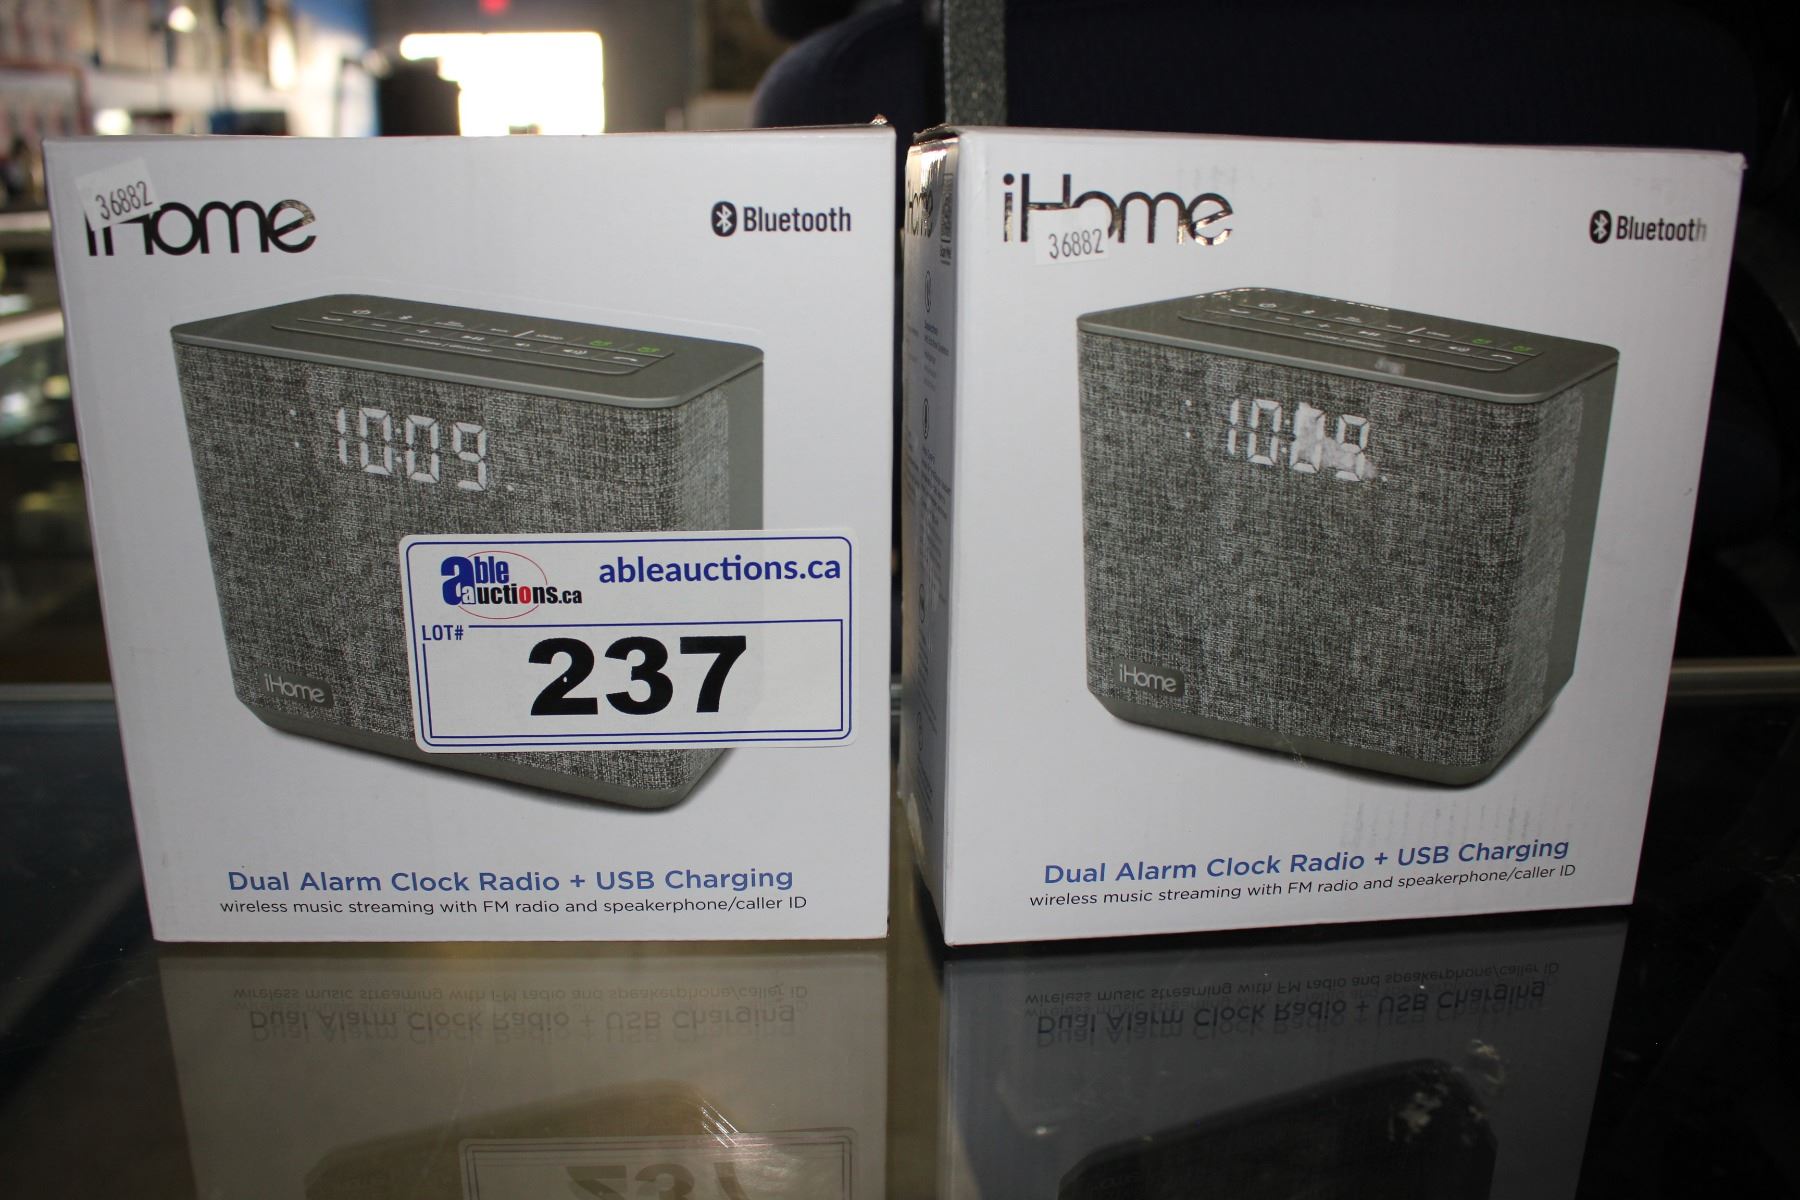 36882
iHome
Bluetooth
10:09
iHome
able
auctions.ca
ableauctions.ca
LOT#
237
Dual Alarm Clock Radio + USB Charging
wireless music streaming with FM radio and speakerphone/caller ID
iHome
36882
Bluetooth
10:09
iHome
Dual Alarm Clock Radio + USB Charging
wireless music streaming with FM radio and speakerphone/caller ID